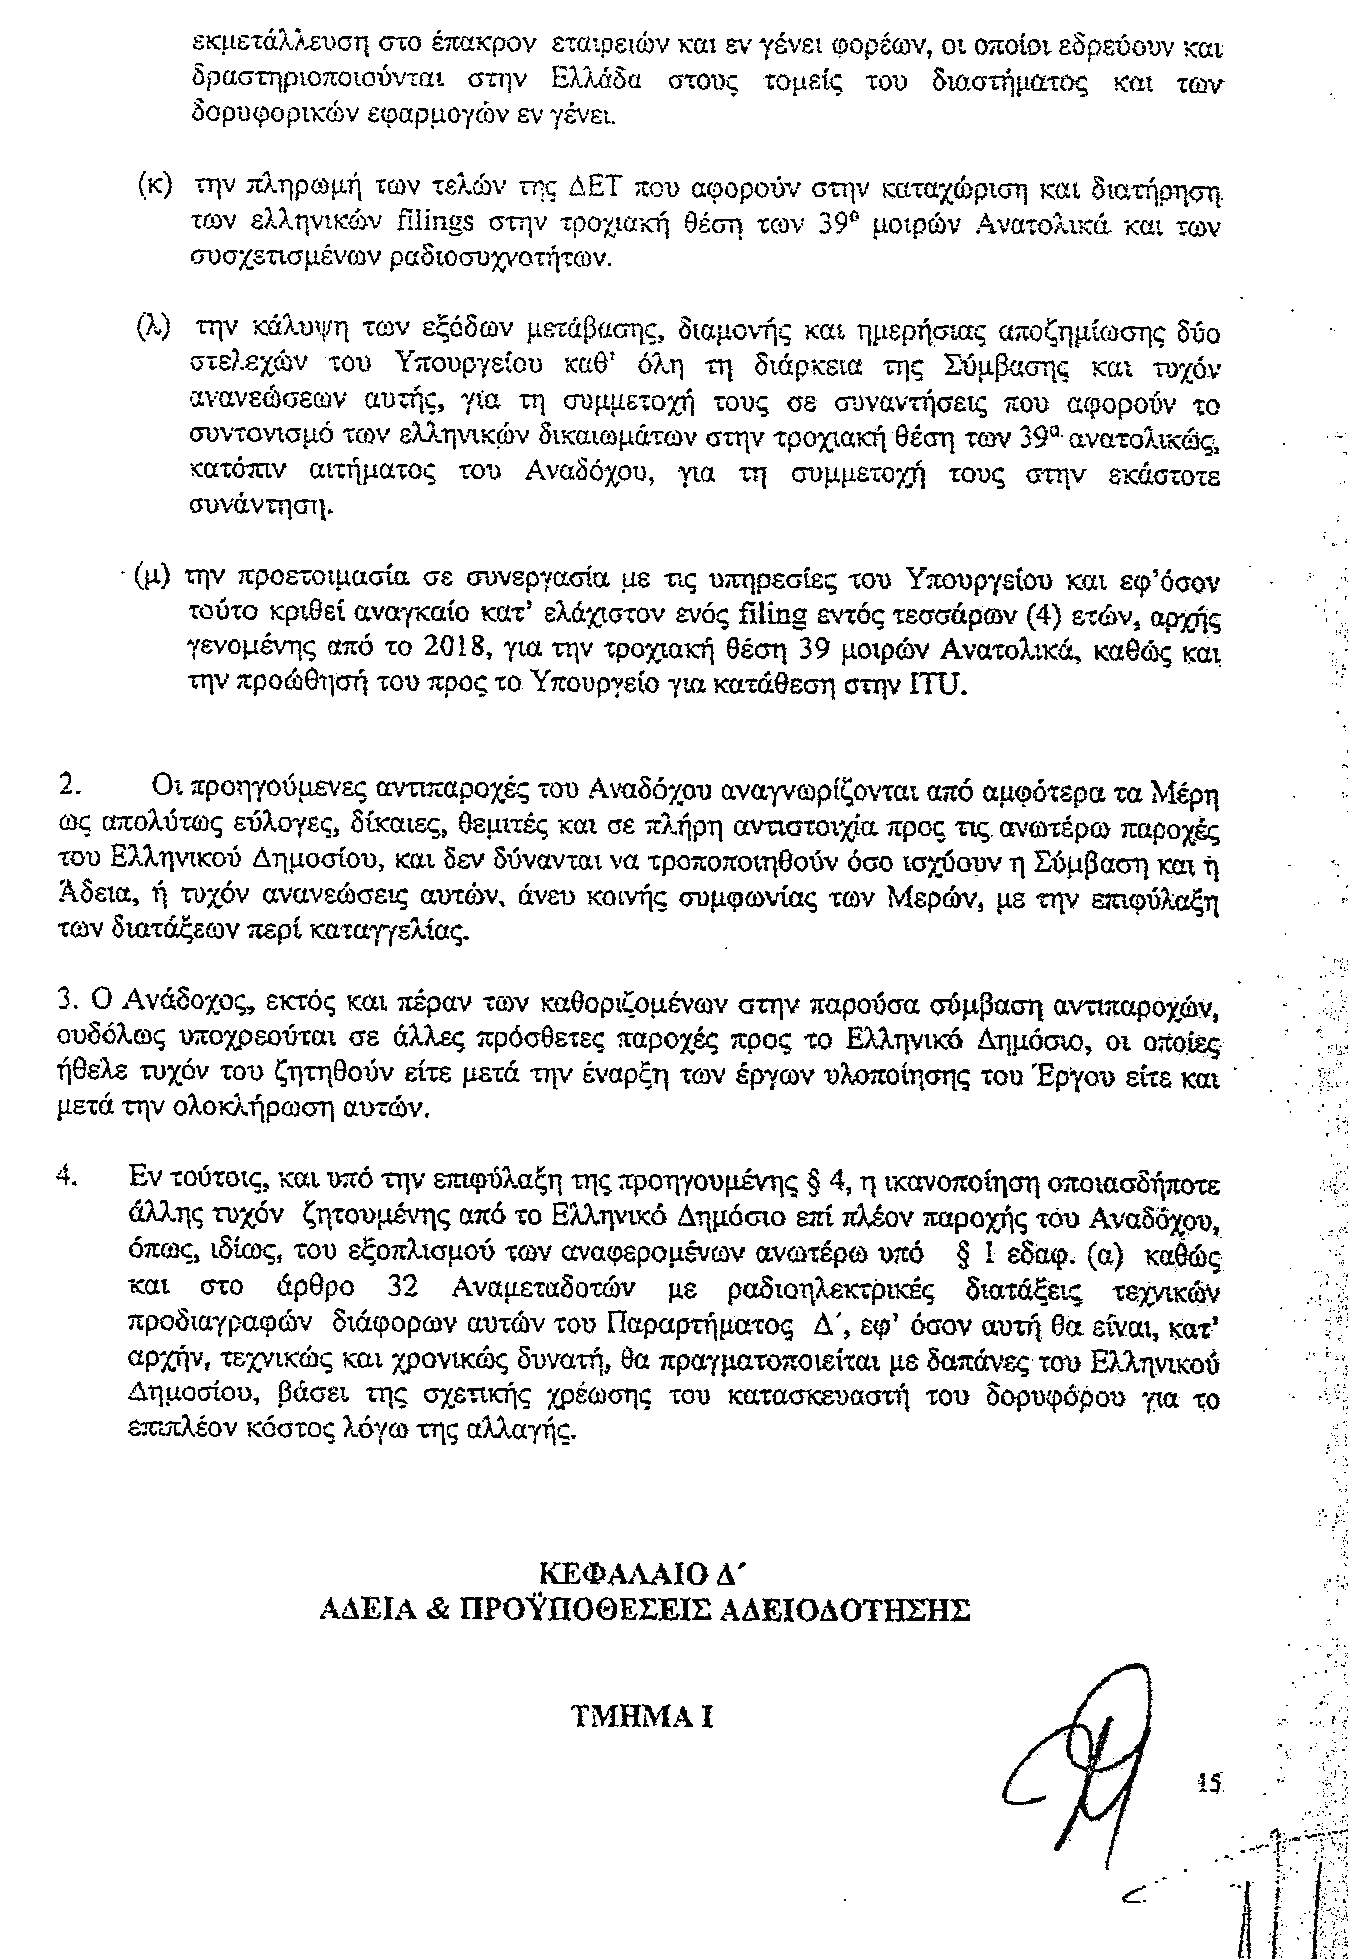 εκμετάλλευση στο έπακρον εταιρειών και εν γένει φορέων, οι οποίοι εδρεύουν και
δραστηριοποιούνται στην Ελλάδα στους τομείς του διαστήματος και των
δορυφορικών εφαρμογών εν γένει.
(κ) την πληρωμή των τελών της ΔΕΤ που αφορούν στην καταχώριση και διατήρηση
των ελληνικών filings στην τροχιακή θέση των 39º μοιρών Ανατολικά και των
συσχετισμένων ραδιοσυχνοτήτων.
(λ) την κάλυψη των εξόδων μετάβασης, διαμονής και ημερήσιας αποζημίωσης δύο
στελεχών του Υπουργείου καθ' όλη τη διάρκεια της Σύμβασης και τυχόν
ανανεώσεων αυτής, για τη συμμετοχή τους σε συναντήσεις που αφορούν το
συντονισμό των ελληνικών δικαιωμάτων στην τροχιακή θέση των 39º ανατολικώς,
κατόπιν αιτήματος του Αναδόχου, για τη συμμετοχή τους στην εκάστοτε
συνάντηση.
(μ) την προετοιμασία σε συνεργασία με τις υπηρεσίες του Υπουργείου και εφ'όσον
τούτο κριθεί αναγκαίο κατ' ελάχιστον ενός filing εντός τεσσάρων (4) ετών, αρχής
γενομένης από το 2018, για την τροχιακή θέση 39 μοιρών Ανατολικά, καθώς και
την προώθησή του προς το Υπουργείο για κατάθεση στην ITU.
2. Οι προηγούμενες αντιπαροχές του Αναδόχου αναγνωρίζονται από αμφότερα τα Μέρη
ως απολύτως εύλογες, δίκαιες, θεμιτές και σε πλήρη αντιστοιχία προς τις ανωτέρω παροχές
του Ελληνικού Δημοσίου, και δεν δύνανται να τροποποιηθούν όσο ισχύουν η Σύμβαση και η
Άδεια, ή τυχόν ανανεώσεις αυτών, άνευ κοινής συμφωνίας των Μερών, με την επιφύλαξη
των διατάξεων περί καταγγελίας.
3. Ο Ανάδοχος, εκτός και πέραν των καθοριζομένων στην παρούσα σύμβαση αντιπαροχών,
ουδόλως υποχρεούται σε άλλες πρόσθετες παροχές προς το Ελληνικό Δημόσιο, οι οποίες
ήθελε τυχόν του ζητηθούν είτε μετά την έναρξη των έργων υλοποίησης του Έργου είτε και
μετά την ολοκλήρωση αυτών.
4. Εν τούτοις, και υπό την επιφύλαξη της προηγουμένης § 4, η ικανοποίηση οποιασδήποτε
άλλης τυχόν ζητουμένης από το Ελληνικό Δημόσιο επί πλέον παροχής του Αναδόχου,
όπως, ιδίως, του εξοπλισμού των αναφερομένων ανωτέρω υπό § 1 εδαφ. (α) καθώς
και στο άρθρο 32 Αναμεταδοτών με ραδιοηλεκτρικές διατάξεις τεχνικών
προδιαγραφών διάφορων αυτών του Παραρτήματος Δ΄, εφ' όσον αυτή θα είναι, κατ'
αρχήν, τεχνικώς και χρονικώς δυνατή, θα πραγματοποιείται με δαπάνες του Ελληνικού
Δημοσίου, βάσει της σχετικής χρέωσης του κατασκευαστή του δορυφόρου για το
επιπλέον κόστος λόγω της αλλαγής.
ΚΕΦΑΛΑΙΟ Δ΄
ΑΔΕΙΑ & ΠΡΟΫΠΟΘΕΣΕΙΣ ΑΔΕΙΟΔΟΤΗΣΗΣ
ΤΜΗΜΑ Ι
15